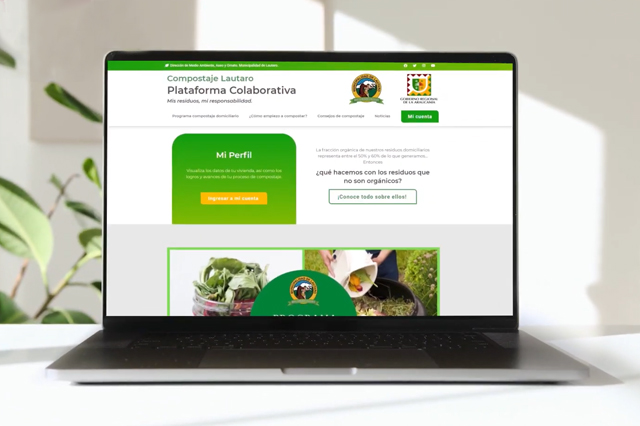 Dirección de Medio Ambiente, Aseo y Ornato, Municipalidad de Lautaro
Compostaje Lautaro
Plataforma Colaborativa
Mis residuos, mi responsabilidad.
GOBIERNO REGIONAL
DE LA ARAUCANIA
Programa compostaje domiciliario
¿Cómo empiezo a compostar?
Consejos de compostaje
Noticias
Mi cuenta
Mi Perfil
Visualiza los datos de tu vivienda, así como los
logros y avances de tu proceso de compostaje.
Ingresar a mi cuenta
La fracción orgánica de nuestros residuos domiciliarios
representa entre el 50% y 60% de lo que generamos...
Entonces
¿qué hacemos con los residuos que
no son orgánicos?
¡Conoce todo sobre ellos!
PROGRAMA